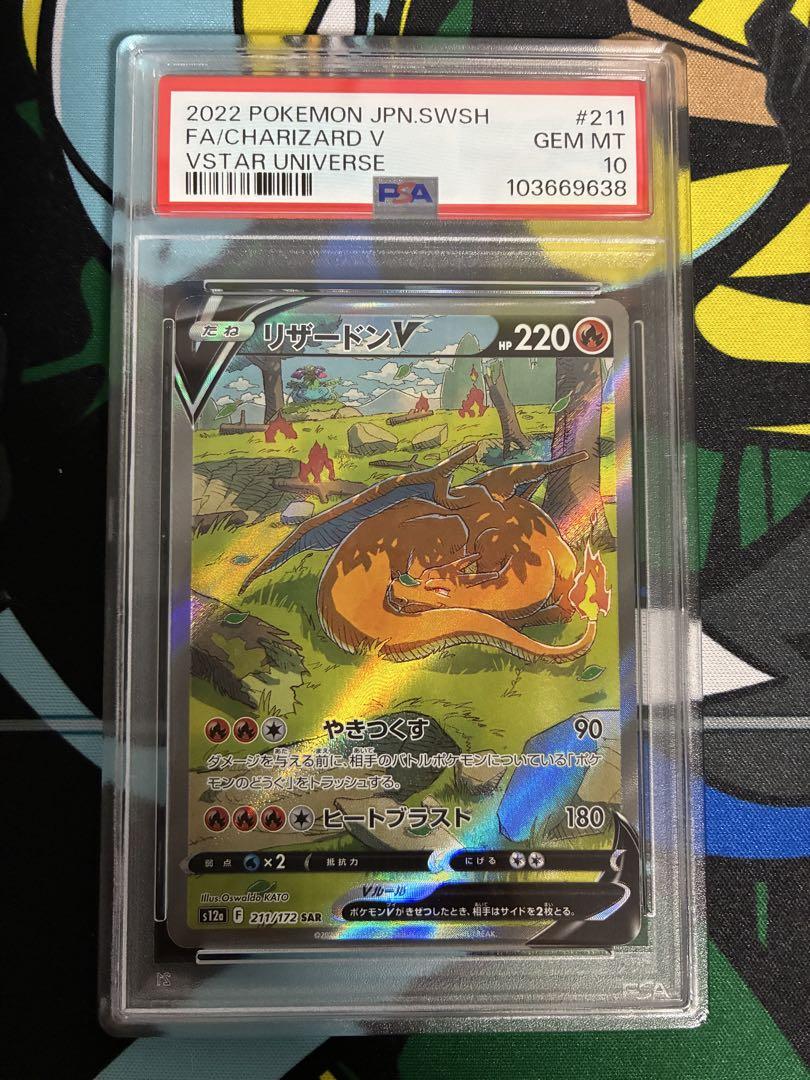 2022 POKEMON JPN.SWSH #211
FA/CHARIZARD V GEM MT
VSTAR UNIVERSE 10
PSA 103669638
たね リザードンV HP 220
やきつくす 90
ダメージを与える前に、相手のバトルポケモンについている「ポケ
モンのどうぐ」をトラッシュする。
ヒートブラスト 180
弱点 ×2 抵抗力 にげる
Illus. Oswaldo KATO
Vルール
s12a F 211/172 SAR
ポケモンVがきぜつしたとき、相手はサイドを2枚とる。
PSA